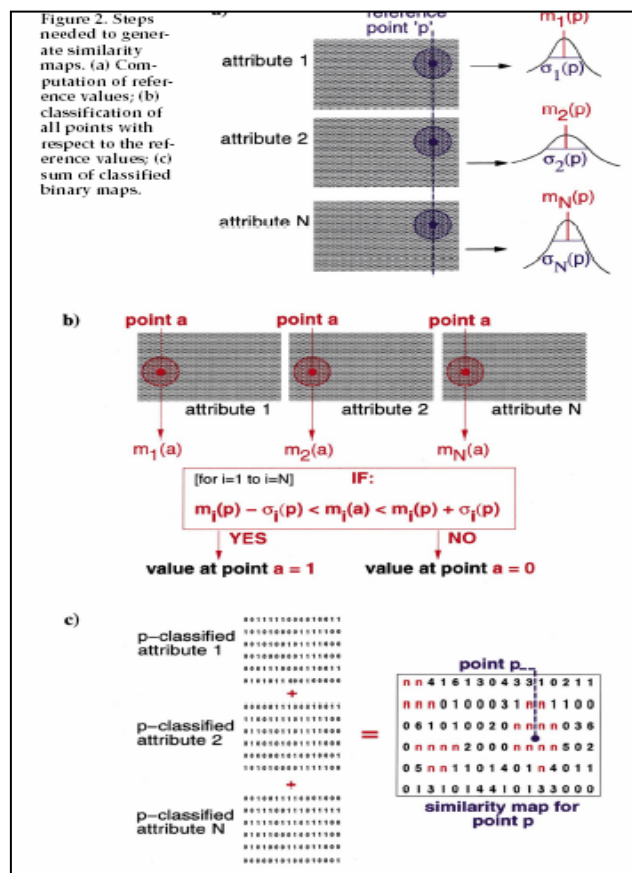 Figure 2. Steps
needed to gener-
ate similarity
maps. (a) Com-
putation of refer-
ence values; (b)
classification of
all points with
respect to the ref-
erence values; (c)
sum of classified
binary maps.
reference
point 'p'
attribute 1
m1(p)
σ1(p)
attribute 2
m2(p)
σ2(p)
attribute N
mN(p)
σN(p)
b)
point a point a point a
attribute 1 attribute 2 attribute N
m1(a) m2(a) mN(a)
[for i=1 to i=N] IF:
mi(p) − σi(p) < mi(a) < mi(p) + σi(p)
YES NO
value at point a = 1 value at point a = 0
c)
p−classified
attribute 1
+
p−classified
attribute 2
+
p−classified
attribute N
=
point p
n n 4 1 6 1 3 0 4 3 3 1 0 2 1 1
n n n 0 1 0 0 0 3 1 n n 1 1 0 0
0 6 1 0 1 0 0 2 0 n n n n 0 3 6
0 n n n n 2 0 0 0 n n n n 5 0 2
0 5 n n 1 1 0 1 4 0 1 n 4 0 1 1
0 1 3 1 0 1 4 4 1 0 1 3 3 0 0 0
similarity map for
point p